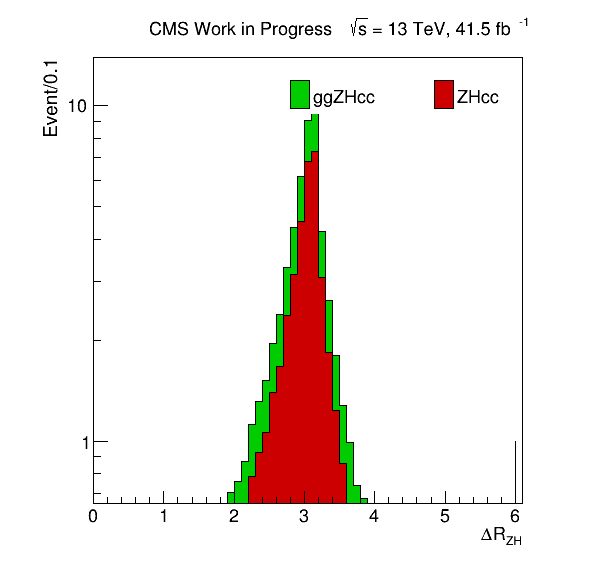 CMS Work in Progress √s = 13 TeV, 41.5 fb -1
Event/0.1
ggZHcc ZHcc
10
1
0 1 2 3 4 5 6
ΔR_ZH